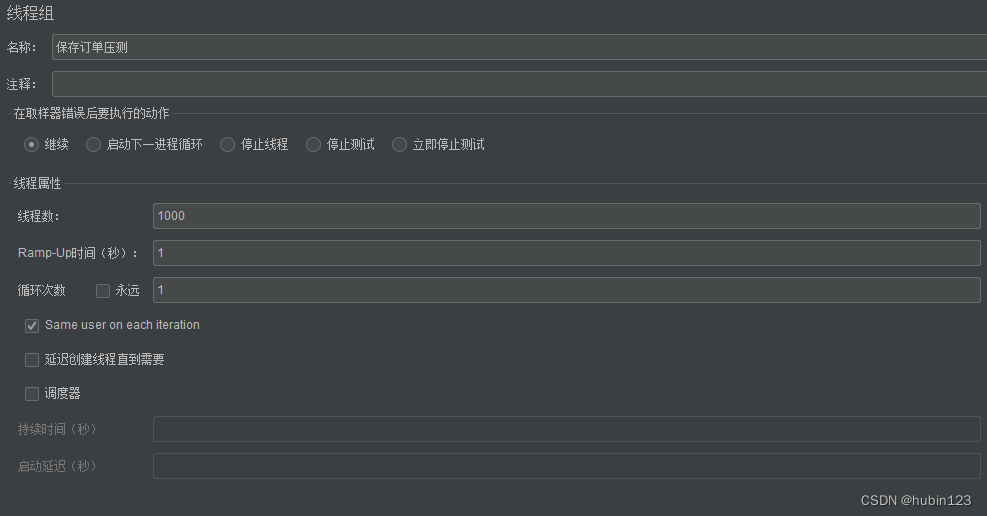 线程组
名称： 保存订单压测
注释：
在取样器错误后要执行的动作
继续 启动下一进程循环 停止线程 停止测试 立即停止测试
线程属性
线程数： 1000
Ramp-Up时间（秒）： 1
循环次数 永远 1
Same user on each iteration
延迟创建线程直到需要
调度器
持续时间（秒）
启动延迟（秒）
CSDN @hubin123